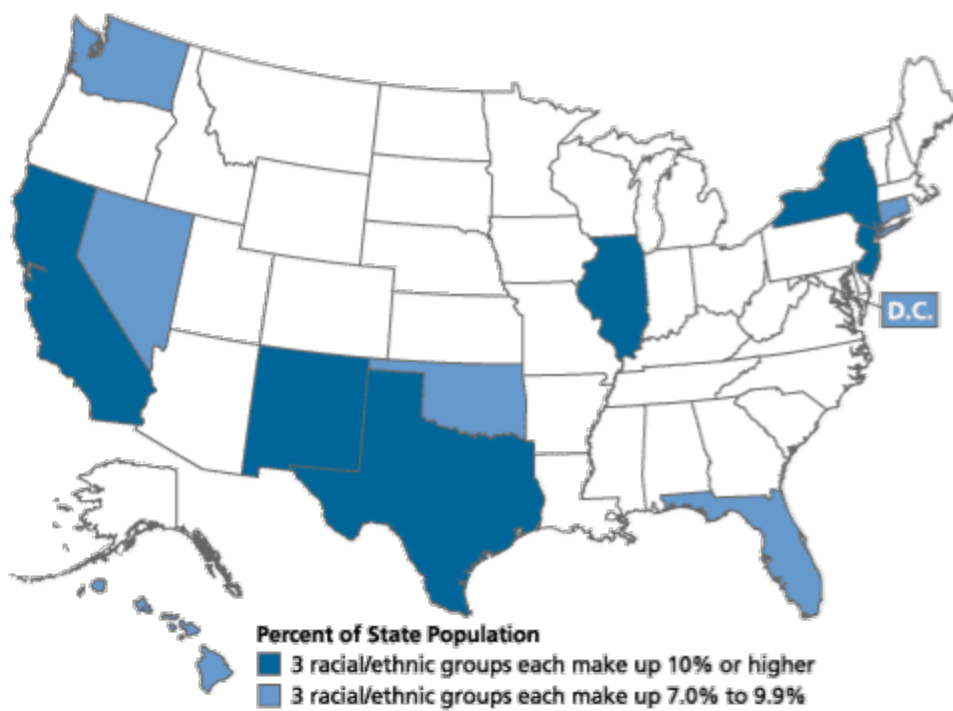 D.C.
Percent of State Population
3 racial/ethnic groups each make up 10% or higher
3 racial/ethnic groups each make up 7.0% to 9.9%